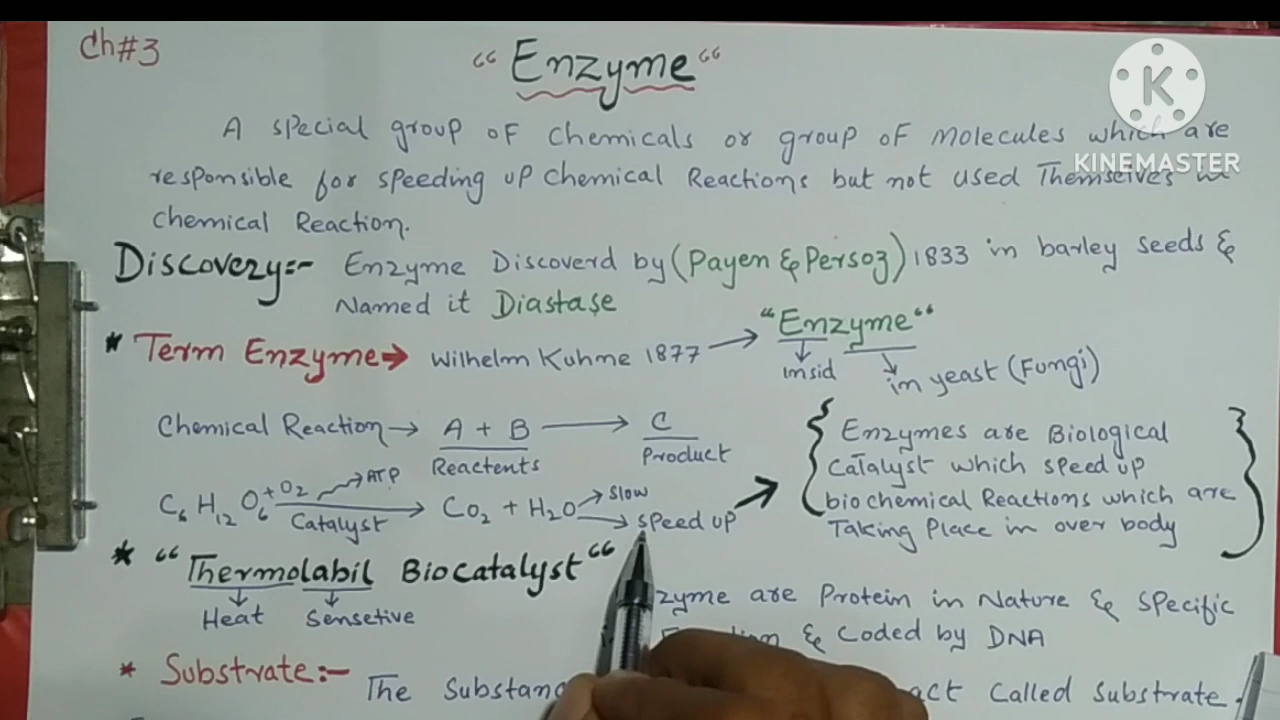 Ch#3
"Enzyme"
A special group of chemicals or group of molecules which are
responsible for speeding up chemical Reactions but not used Themselves in
chemical Reaction.
Discovery:- Enzyme Discoverd by (Payen & Persoz) 1833 in barley seeds &
Named it Diastase
* Term Enzyme → Wilhelm Kuhme 1877 → "Enzyme"
insid in yeast (Fungi)
Chemical Reaction → A + B → C
Reactents Product
C6 H12 O6 + O2 → ATP
Catalyst → CO2 + H2O → slow
→ speed up
Enzymes are Biological
Catalyst which speed up
biochemical Reactions which are
Taking Place in over body
* "Thermolabil Biocatalyst"
Heat Sensetive
zyme are Protein in Nature & specific
& Coded by DNA
* Substrate:- The Substan act called substrate.
KINEMASTER